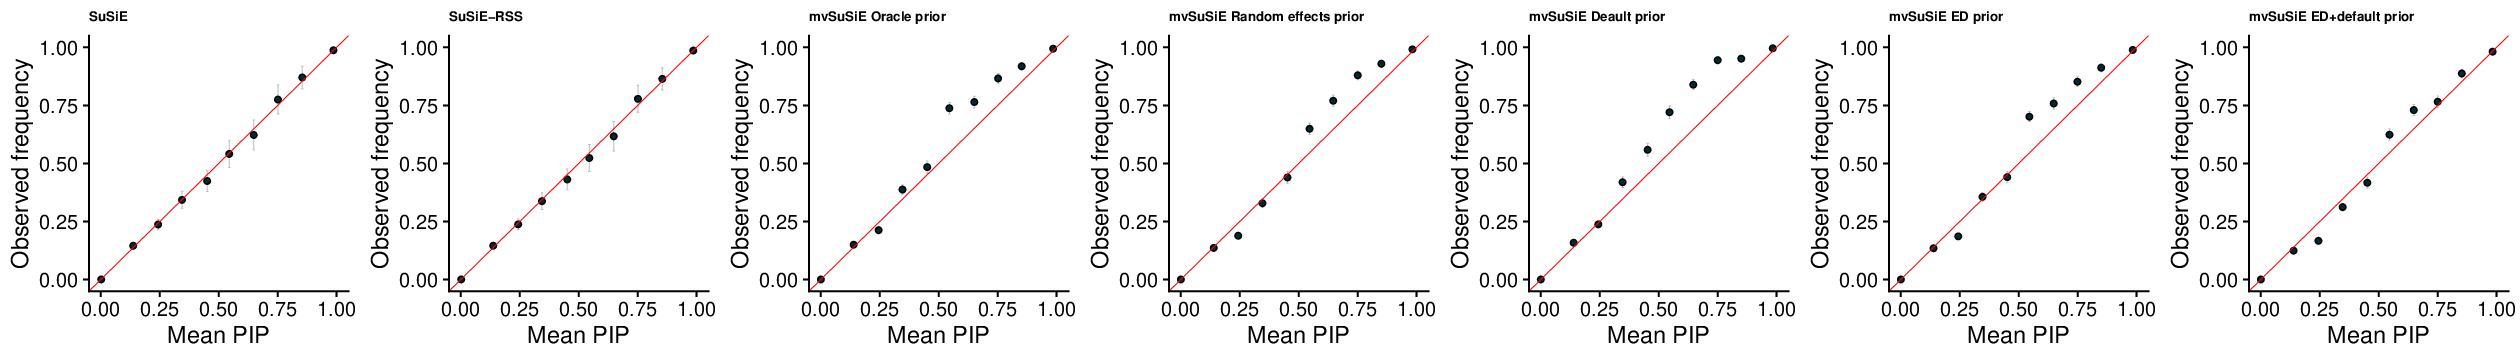 SuSiE
1.00
0.75
0.50
0.25
0.00
Observed frequency
0.00 0.25 0.50 0.75 1.00
Mean PIP
SuSiE−RSS
1.00
0.75
0.50
0.25
0.00
Observed frequency
0.00 0.25 0.50 0.75 1.00
Mean PIP
mvSuSiE Oracle prior
1.00
0.75
0.50
0.25
0.00
Observed frequency
0.00 0.25 0.50 0.75 1.00
Mean PIP
mvSuSiE Random effects prior
1.00
0.75
0.50
0.25
0.00
Observed frequency
0.00 0.25 0.50 0.75 1.00
Mean PIP
mvSuSiE Deault prior
1.00
0.75
0.50
0.25
0.00
Observed frequency
0.00 0.25 0.50 0.75 1.00
Mean PIP
mvSuSiE ED prior
1.00
0.75
0.50
0.25
0.00
Observed frequency
0.00 0.25 0.50 0.75 1.00
Mean PIP
mvSuSiE ED+default prior
1.00
0.75
0.50
0.25
0.00
Observed frequency
0.00 0.25 0.50 0.75 1.00
Mean PIP